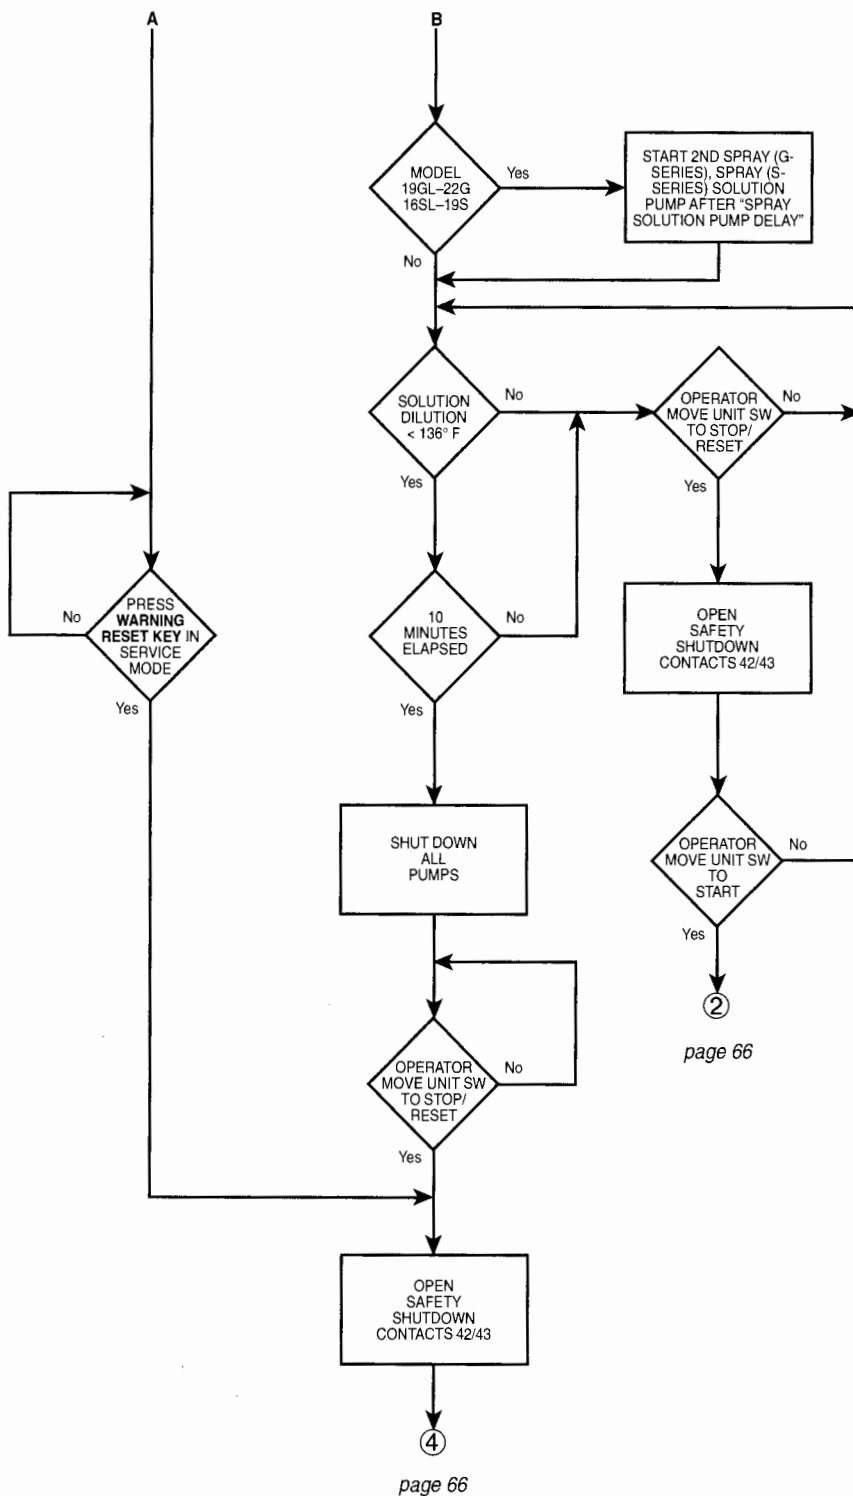 A
B
MODEL
19GL–22G
16SL–19S
Yes
START 2ND SPRAY (G-
SERIES), SPRAY (S-
SERIES) SOLUTION
PUMP AFTER “SPRAY
SOLUTION PUMP DELAY”
No
SOLUTION
DILUTION
< 136° F
No
Yes
OPERATOR
MOVE UNIT SW
TO STOP/
RESET
No
Yes
PRESS
WARNING
RESET KEY IN
SERVICE
MODE
No
Yes
10
MINUTES
ELAPSED
No
Yes
OPEN
SAFETY
SHUTDOWN
CONTACTS 42/43
SHUT DOWN
ALL
PUMPS
OPERATOR
MOVE UNIT SW
TO
START
No
Yes
2
page 66
OPERATOR
MOVE UNIT SW
TO STOP/
RESET
No
Yes
OPEN
SAFETY
SHUTDOWN
CONTACTS 42/43
4
page 66